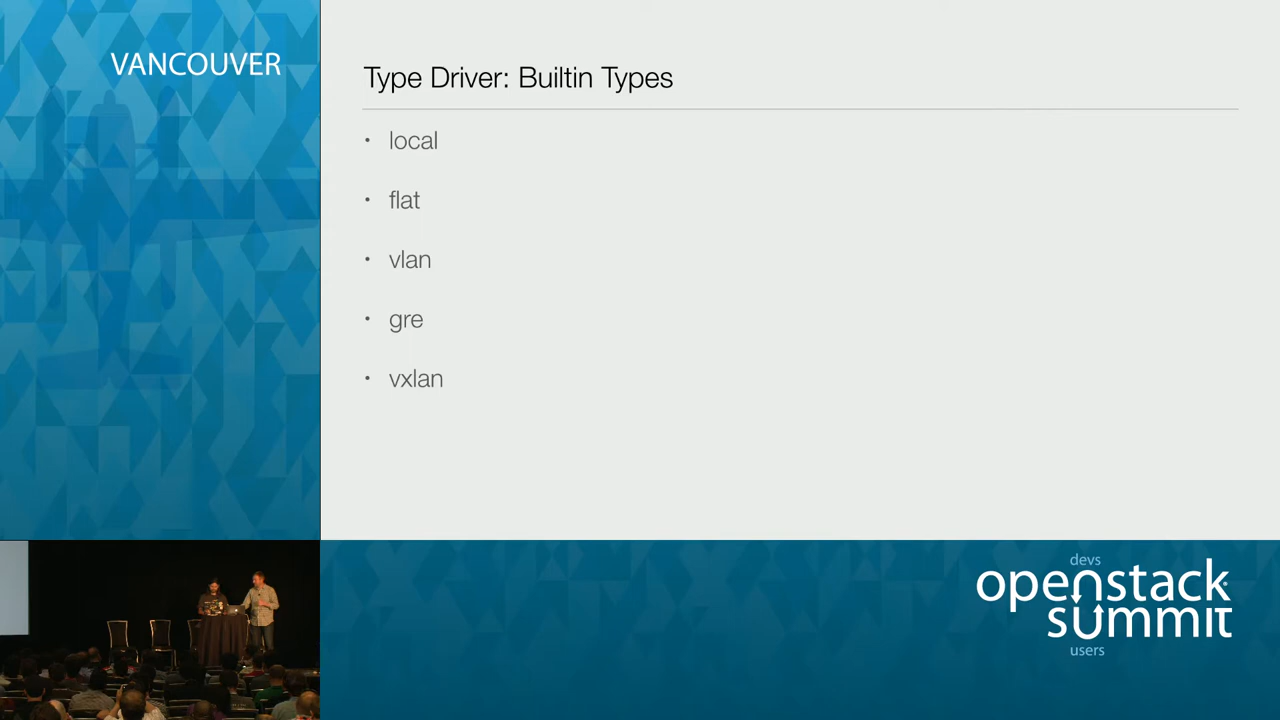 VANCOUVER
Type Driver: Builtin Types
• local
• flat
• vlan
• gre
• vxlan
devs
openstack
summit
users